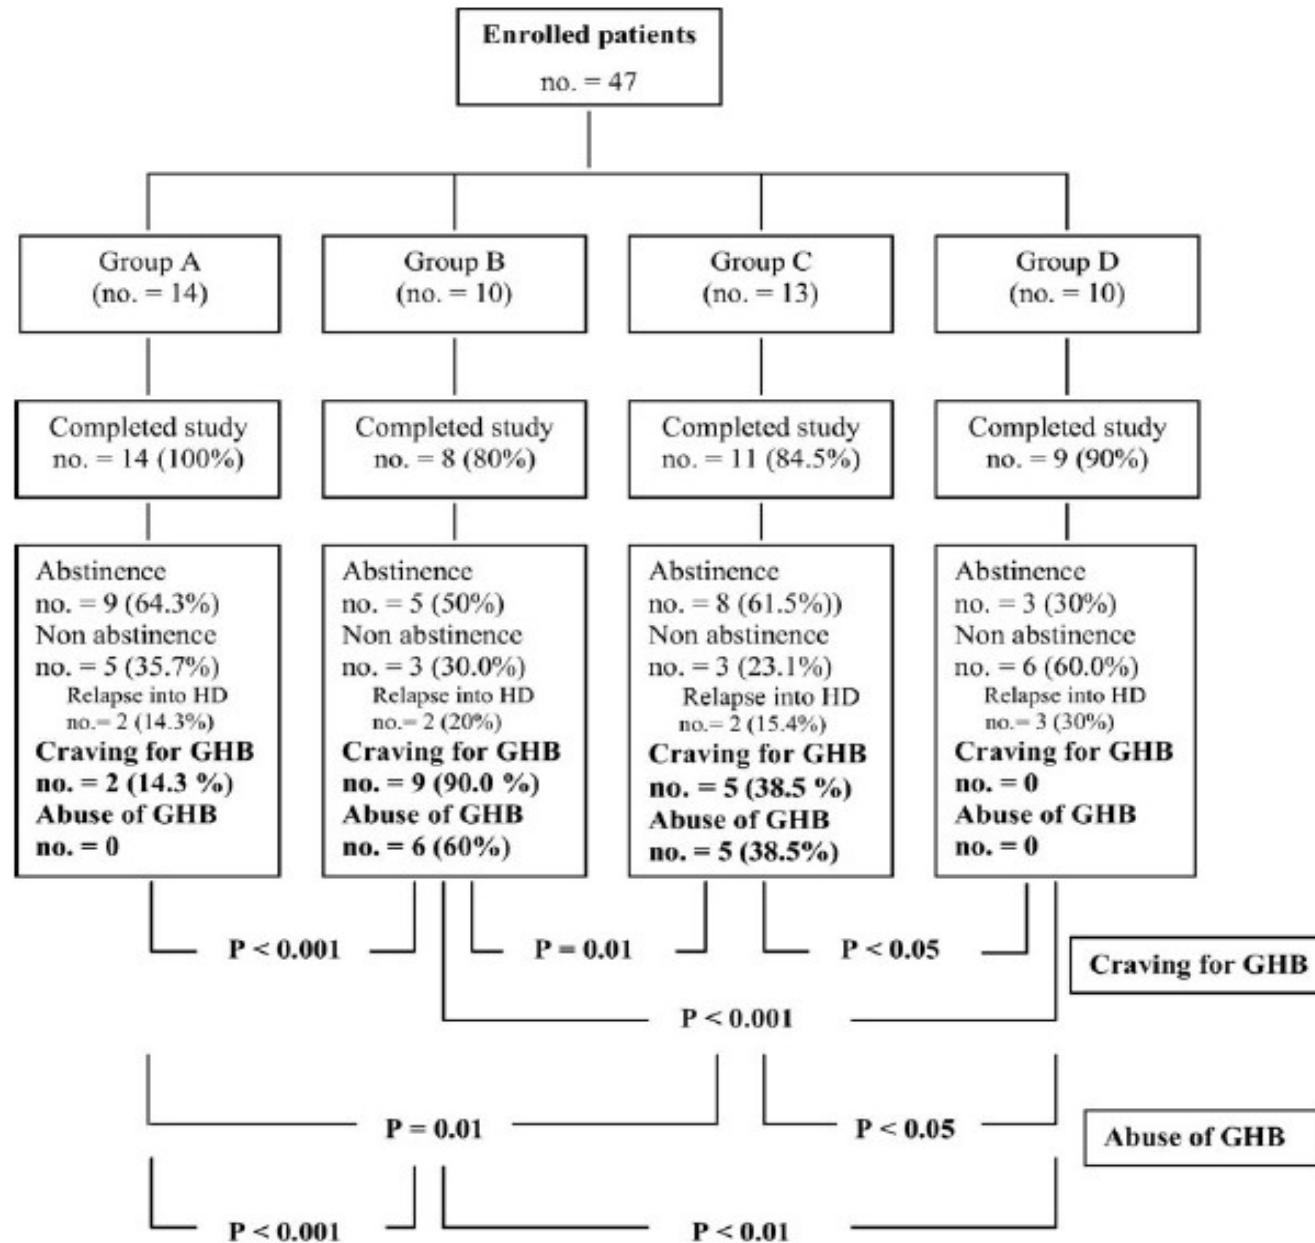 Enrolled patients
no. = 47
Group A
(no. = 14)
Group B
(no. = 10)
Group C
(no. = 13)
Group D
(no. = 10)
Completed study
no. = 14 (100%)
Completed study
no. = 8 (80%)
Completed study
no. = 11 (84.5%)
Completed study
no. = 9 (90%)
Abstinence
no. = 9 (64.3%)
Non abstinence
no. = 5 (35.7%)
Relapse into HD
no.= 2 (14.3%)
Craving for GHB
no. = 2 (14.3 %)
Abuse of GHB
no. = 0
Abstinence
no. = 5 (50%)
Non abstinence
no. = 3 (30.0%)
Relapse into HD
no.= 2 (20%)
Craving for GHB
no. = 9 (90.0 %)
Abuse of GHB
no. = 6 (60%)
Abstinence
no. = 8 (61.5%))
Non abstinence
no. = 3 (23.1%)
Relapse into HD
no.= 2 (15.4%)
Craving for GHB
no. = 5 (38.5 %)
Abuse of GHB
no. = 5 (38.5%)
Abstinence
no. = 3 (30%)
Non abstinence
no. = 6 (60.0%)
Relapse into HD
no.= 3 (30%)
Craving for GHB
no. = 0
Abuse of GHB
no. = 0
P < 0.001
P = 0.01
P < 0.05
Craving for GHB
P < 0.001
P = 0.01
P < 0.05
Abuse of GHB
P < 0.001
P < 0.01